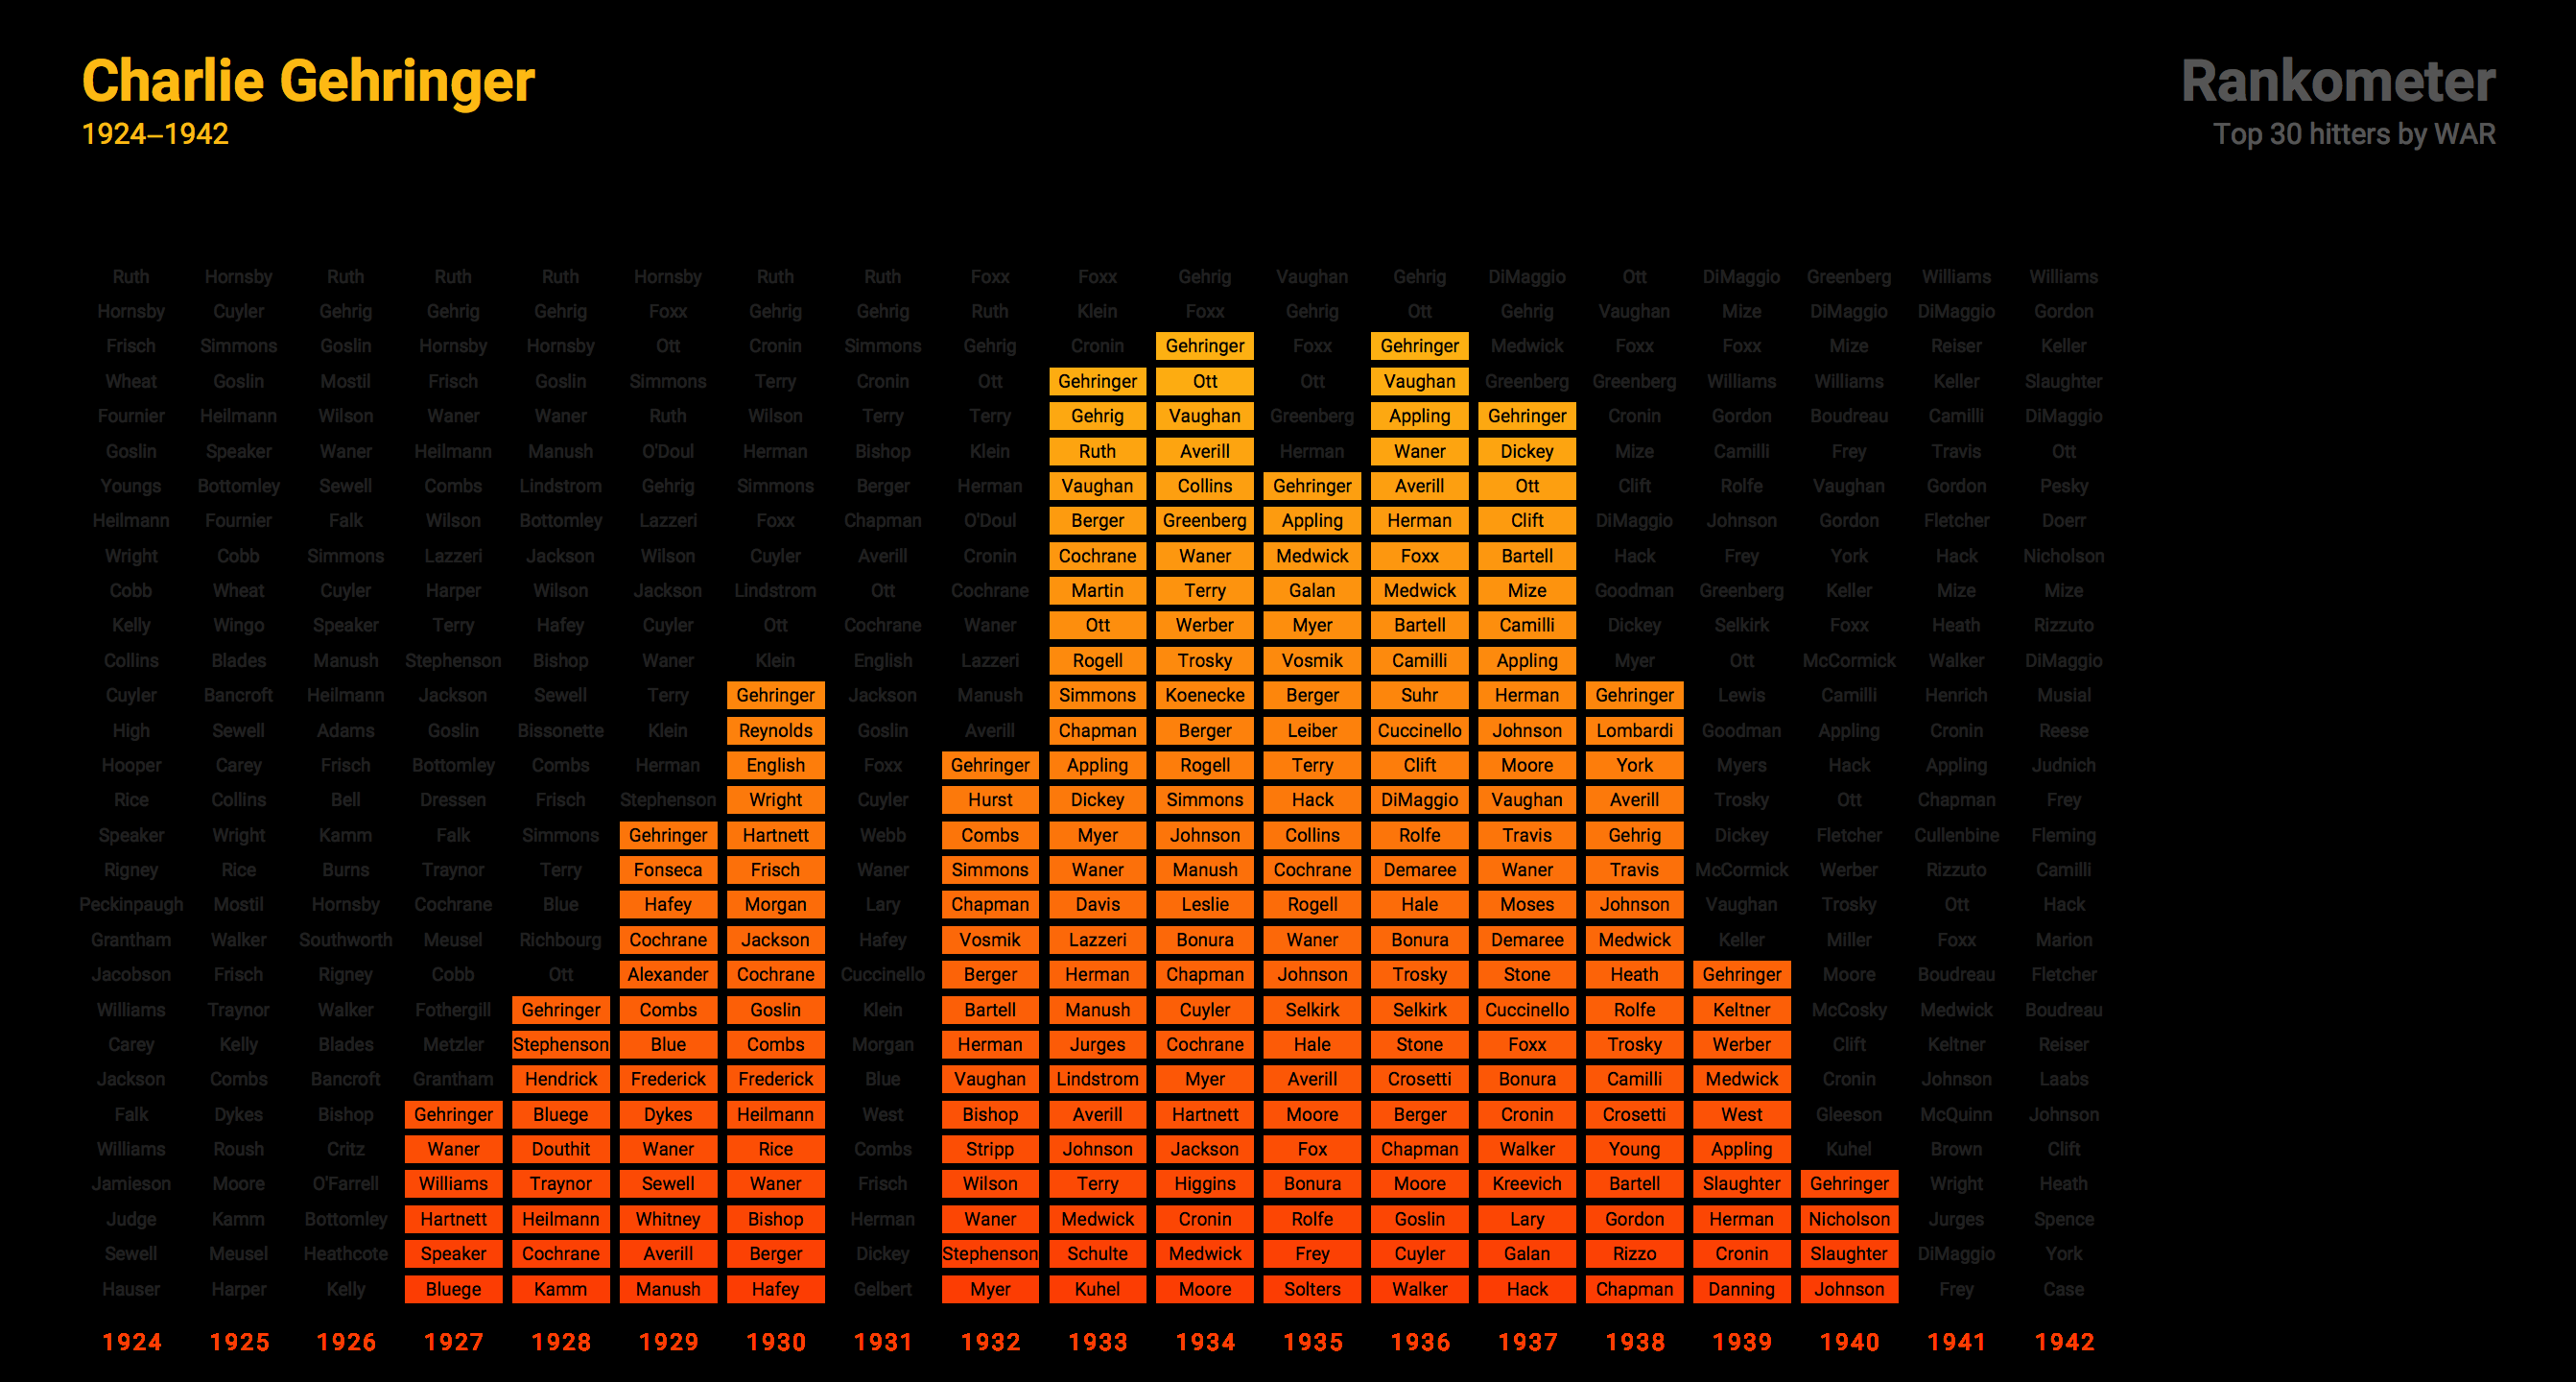 Charlie Gehringer
1924–1942
Rankometer
Top 30 hitters by WAR
Ruth Hornsby Ruth Ruth Ruth Hornsby Ruth Ruth Foxx Foxx Gehrig Vaughan Gehrig DiMaggio Ott DiMaggio Greenberg Williams Williams
Hornsby Cuyler Gehrig Gehrig Gehrig Foxx Gehrig Gehrig Ruth Klein Foxx Gehrig Ott Gehrig Vaughan Mize DiMaggio DiMaggio Gordon
Frisch Simmons Goslin Hornsby Hornsby Ott Cronin Simmons Gehrig Cronin Gehringer Foxx Gehringer Medwick Foxx Foxx Mize Reiser Keller
Wheat Goslin Mostil Frisch Goslin Simmons Terry Cronin Ott Gehringer Ott Ott Vaughan Greenberg Greenberg Williams Williams Keller Slaughter
Fournier Heilmann Wilson Waner Waner Ruth Wilson Terry Terry Gehrig Vaughan Greenberg Appling Gehringer Cronin Gordon Boudreau Camilli DiMaggio
Goslin Speaker Waner Heilmann Manush O'Doul Herman Bishop Klein Ruth Averill Herman Waner Dickey Mize Camilli Frey Travis Ott
Youngs Bottomley Sewell Combs Lindstrom Gehrig Simmons Berger Herman Vaughan Collins Gehringer Averill Ott Clift Rolfe Vaughan Gordon Pesky
Heilmann Fournier Falk Wilson Bottomley Lazzeri Foxx Chapman O'Doul Berger Greenberg Appling Herman Clift DiMaggio Johnson Gordon Fletcher Doerr
Wright Cobb Simmons Lazzeri Jackson Wilson Cuyler Averill Cronin Cochrane Waner Medwick Foxx Bartell Hack Frey York Hack Nicholson
Cobb Wheat Cuyler Harper Wilson Jackson Lindstrom Ott Cochrane Martin Terry Galan Medwick Mize Goodman Greenberg Keller Mize Mize
Kelly Wingo Speaker Terry Hafey Cuyler Ott Cochrane Waner Ott Werber Myer Bartell Camilli Dickey Selkirk Foxx Heath Rizzuto
Collins Blades Manush Stephenson Bishop Waner Klein English Lazzeri Rogell Trosky Vosmik Camilli Appling Myer Ott McCormick Walker DiMaggio
Cuyler Bancroft Heilmann Jackson Sewell Terry Gehringer Jackson Manush Simmons Koenecke Berger Suhr Herman Gehringer Lewis Camilli Henrich Musial
High Sewell Adams Goslin Bissonette Klein Reynolds Goslin Averill Chapman Berger Leiber Cuccinello Johnson Lombardi Goodman Appling Cronin Reese
Hooper Carey Frisch Bottomley Combs Herman English Foxx Gehringer Appling Rogell Terry Clift Moore York Myers Hack Appling Judnich
Rice Collins Bell Dressen Frisch Stephenson Wright Cuyler Hurst Dickey Simmons Hack DiMaggio Vaughan Averill Trosky Ott Chapman Frey
Speaker Wright Kamm Falk Simmons Gehringer Hartnett Webb Combs Myer Johnson Collins Rolfe Travis Gehrig Dickey Fletcher Cullenbine Fleming
Rigney Rice Burns Traynor Terry Fonseca Frisch Waner Simmons Waner Manush Cochrane Demaree Waner Travis McCormick Werber Rizzuto Camilli
Peckinpaugh Mostil Hornsby Cochrane Blue Hafey Morgan Lary Chapman Davis Leslie Rogell Hale Moses Johnson Vaughan Trosky Ott Hack
Grantham Walker Southworth Meusel Richbourg Cochrane Jackson Hafey Vosmik Lazzeri Bonura Waner Bonura Demaree Medwick Keller Miller Foxx Marion
Jacobson Frisch Rigney Cobb Ott Alexander Cochrane Cuccinello Berger Herman Chapman Johnson Trosky Stone Heath Gehringer Moore Boudreau Fletcher
Williams Traynor Walker Fothergill Gehringer Combs Goslin Klein Bartell Manush Cuyler Selkirk Selkirk Cuccinello Rolfe Keltner McCosky Medwick Boudreau
Carey Kelly Blades Metzler Stephenson Blue Combs Morgan Herman Jurges Cochrane Hale Stone Foxx Trosky Werber Clift Keltner Reiser
Jackson Combs Bancroft Grantham Hendrick Frederick Frederick Blue Vaughan Lindstrom Myer Averill Crosetti Bonura Camilli Medwick Cronin Johnson Laabs
Falk Dykes Bishop Gehringer Bluege Dykes Heilmann West Bishop Averill Hartnett Moore Berger Cronin Crosetti West Gleeson McQuinn Johnson
Williams Roush Critz Waner Douthit Waner Rice Combs Stripp Johnson Jackson Fox Chapman Walker Young Appling Kuhel Brown Clift
Jamieson Moore O'Farrell Williams Traynor Sewell Waner Frisch Wilson Terry Higgins Bonura Moore Kreevich Bartell Slaughter Gehringer Wright Heath
Judge Kamm Bottomley Hartnett Heilmann Whitney Bishop Herman Waner Medwick Cronin Rolfe Goslin Lary Gordon Herman Nicholson Jurges Spence
Sewell Meusel Heathcote Speaker Cochrane Averill Berger Dickey Stephenson Schulte Medwick Frey Cuyler Galan Rizzo Cronin Slaughter DiMaggio York
Hauser Harper Kelly Bluege Kamm Manush Hafey Gelbert Myer Kuhel Moore Solters Walker Hack Chapman Danning Johnson Frey Case
1924 1925 1926 1927 1928 1929 1930 1931 1932 1933 1934 1935 1936 1937 1938 1939 1940 1941 1942